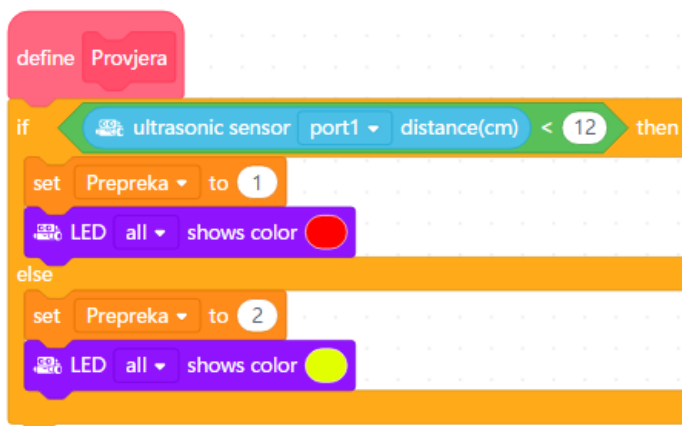 define Provjera
if ultrasonic sensor port1 distance(cm) < 12 then
set Prepreka to 1
LED all shows color
else
set Prepreka to 2
LED all shows color